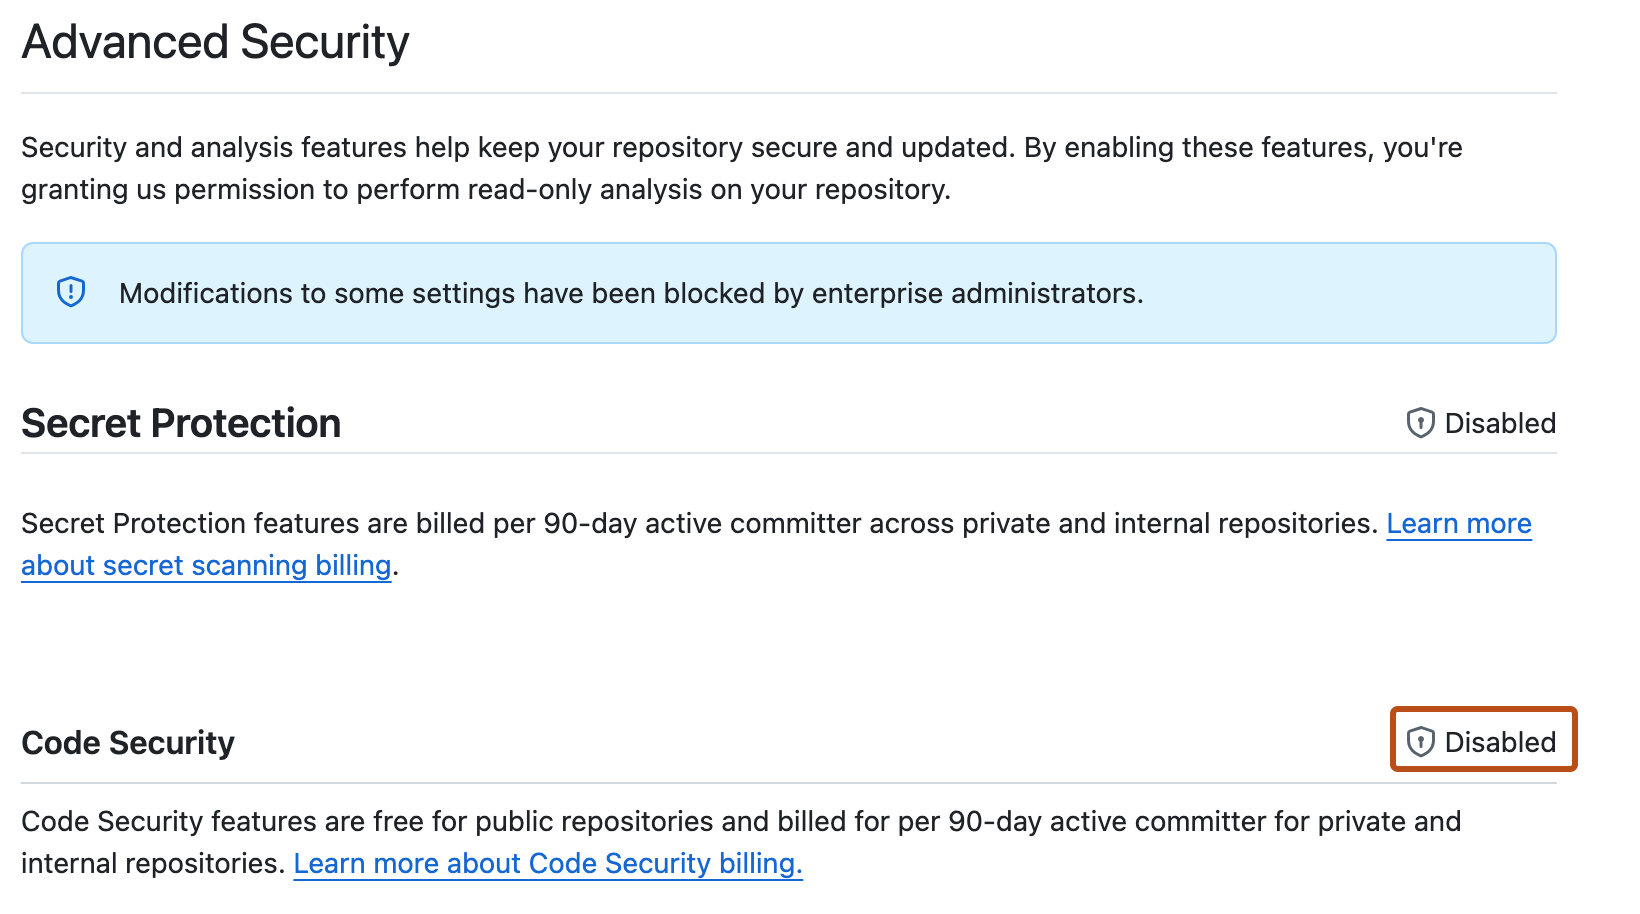 Advanced Security
Security and analysis features help keep your repository secure and updated. By enabling these features, you're
granting us permission to perform read-only analysis on your repository.
Modifications to some settings have been blocked by enterprise administrators.
Secret Protection
Disabled
Secret Protection features are billed per 90-day active committer across private and internal repositories. Learn more
about secret scanning billing.
Code Security
Disabled
Code Security features are free for public repositories and billed for per 90-day active committer for private and
internal repositories. Learn more about Code Security billing.